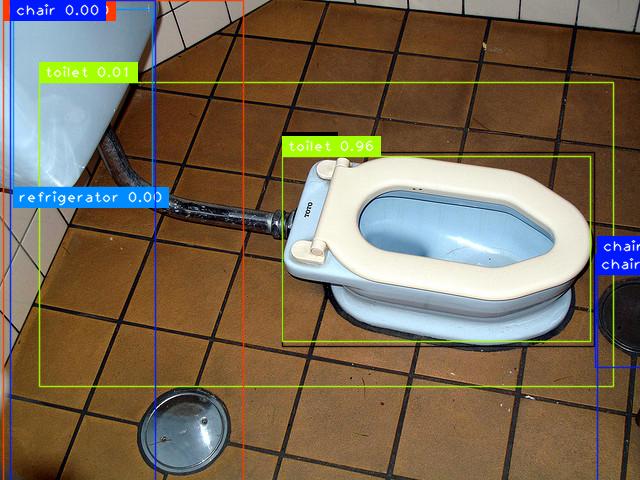 chair 0.00
toilet 0.01
toilet 0.96
refrigerator 0.00
chair
chair
TOTO